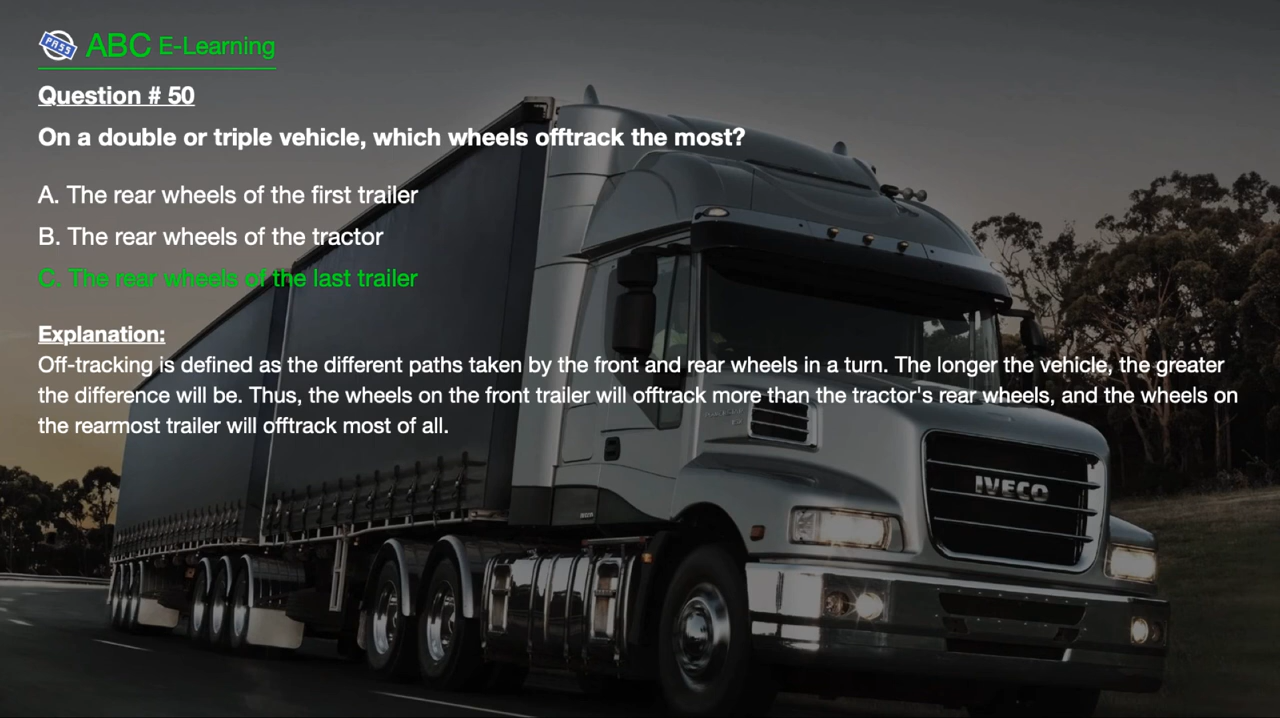 PASS
ABC E-Learning
Question # 50
On a double or triple vehicle, which wheels offtrack the most?
A. The rear wheels of the first trailer
B. The rear wheels of the tractor
C. The rear wheels of the last trailer
Explanation:
Off-tracking is defined as the different paths taken by the front and rear wheels in a turn. The longer the vehicle, the greater
the difference will be. Thus, the wheels on the front trailer will offtrack more than the tractor's rear wheels, and the wheels on
the rearmost trailer will offtrack most of all.
IVECO